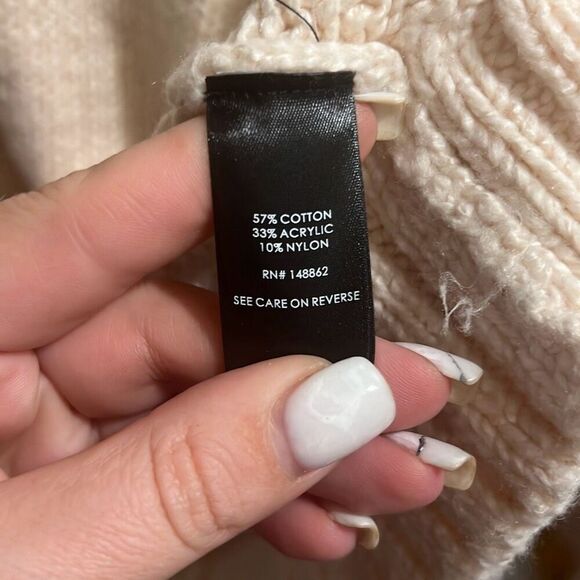 57% COTTON
33% ACRYLIC
10% NYLON
RN# 148862
SEE CARE ON REVERSE